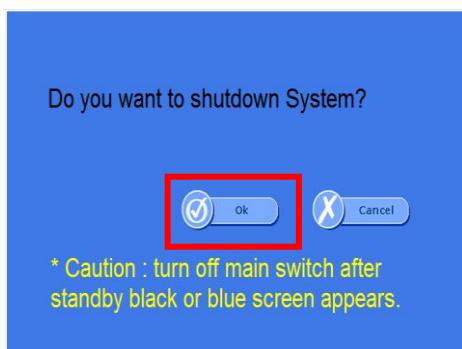 Do you want to shutdown System?
Ok
Cancel
* Caution : turn off main switch after
standby black or blue screen appears.